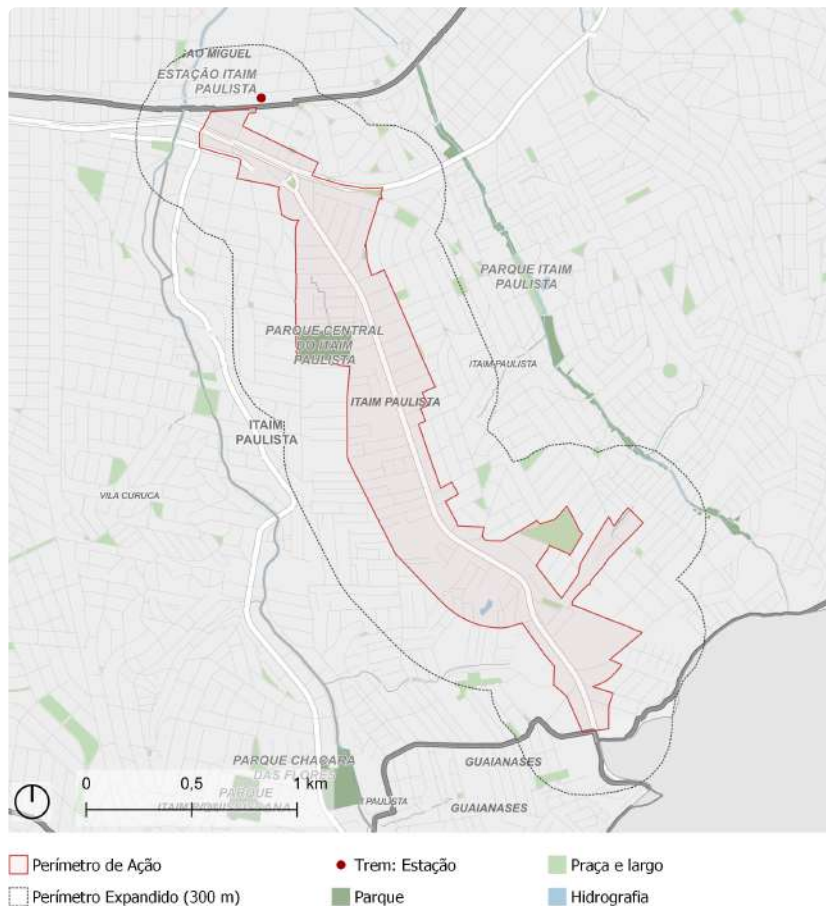 SAO MIGUEL
ESTAÇÃO ITAIM
PAULISTA
PARQUE ITAIM
PAULISTA
PARQUE CENTRAL
DO ITAIM
PAULISTA
ITAIM PAULISTA
ITAIM PAULISTA
ITAIM
PAULISTA
VILA CURUCA
PARQUE CHACARA
DAS FLORES
PARQUE
GUAIANASES
PAULISTA
GUAIANASES
0 0,5 1 km
Perímetro de Ação
Trem: Estação
Praça e largo
Perímetro Expandido (300 m)
Parque
Hidrografia